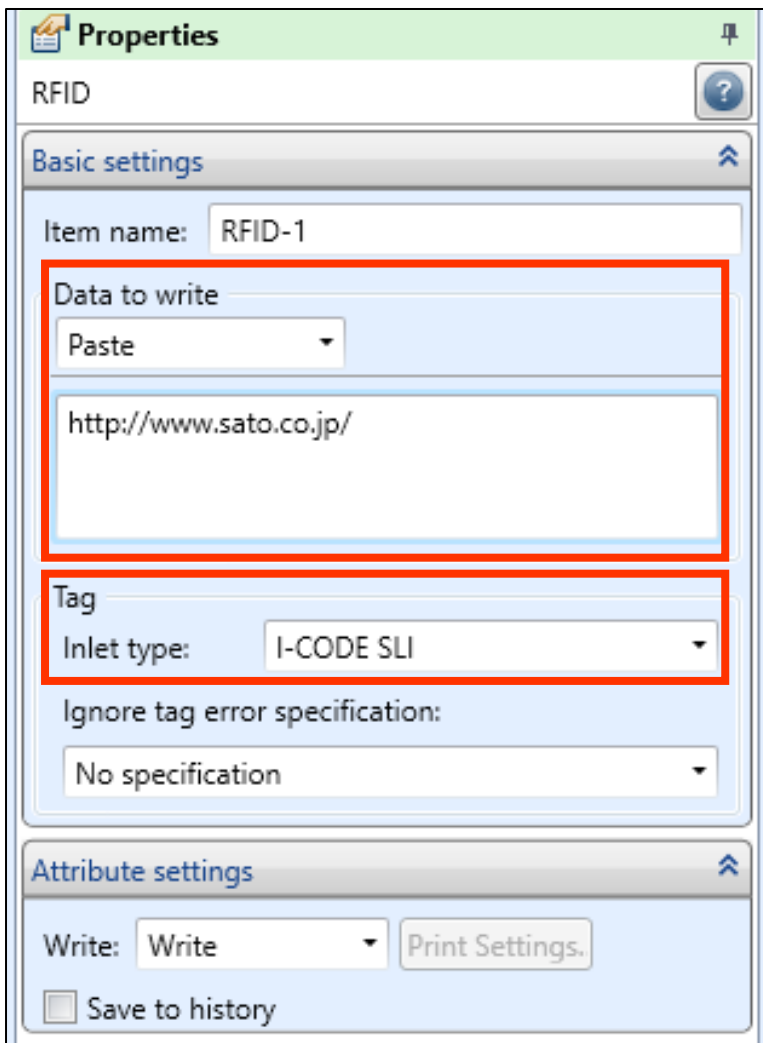 Properties
RFID
Basic settings
Item name: RFID-1
Data to write
Paste
http://www.sato.co.jp/
Tag
Inlet type: I-CODE SLI
Ignore tag error specification:
No specification
Attribute settings
Write: Write Print Settings.
Save to history